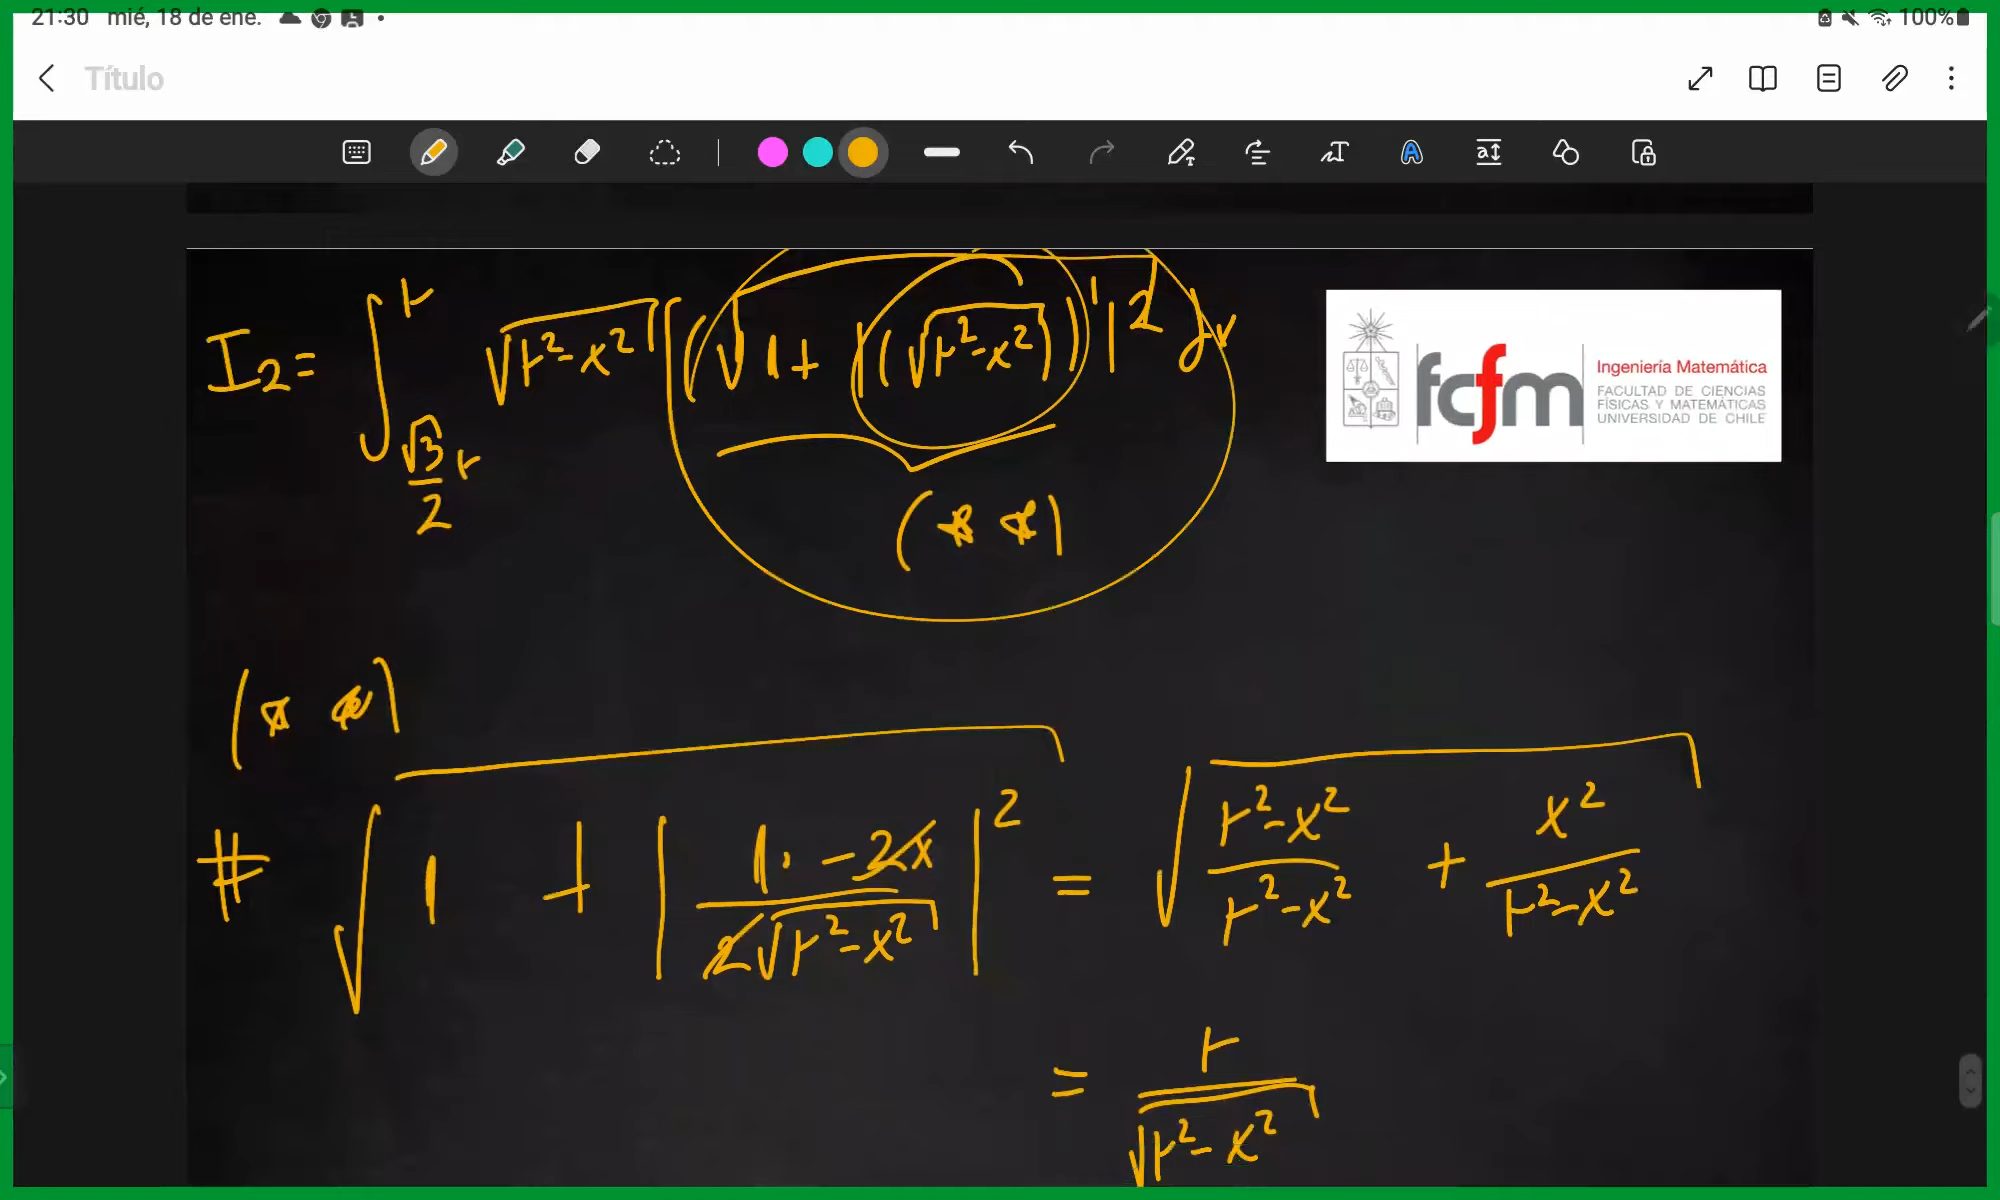 21:30 mié, 18 de ene. 100%
Título
I₂ = ∫_{√3/2 r}^{r} √(r²-x²) [(√(1 + |(√(r²-x²))'|²) dx
(**)
Ingeniería Matemática
FACULTAD DE CIENCIAS
FÍSICAS Y MATEMÁTICAS
UNIVERSIDAD DE CHILE
fcfm
(**)
# √(1 + |(1·-2x)/(2√(r²-x²))|²) = √((r²-x²)/(r²-x²) + x²/(r²-x²))
= r/√(r²-x²)